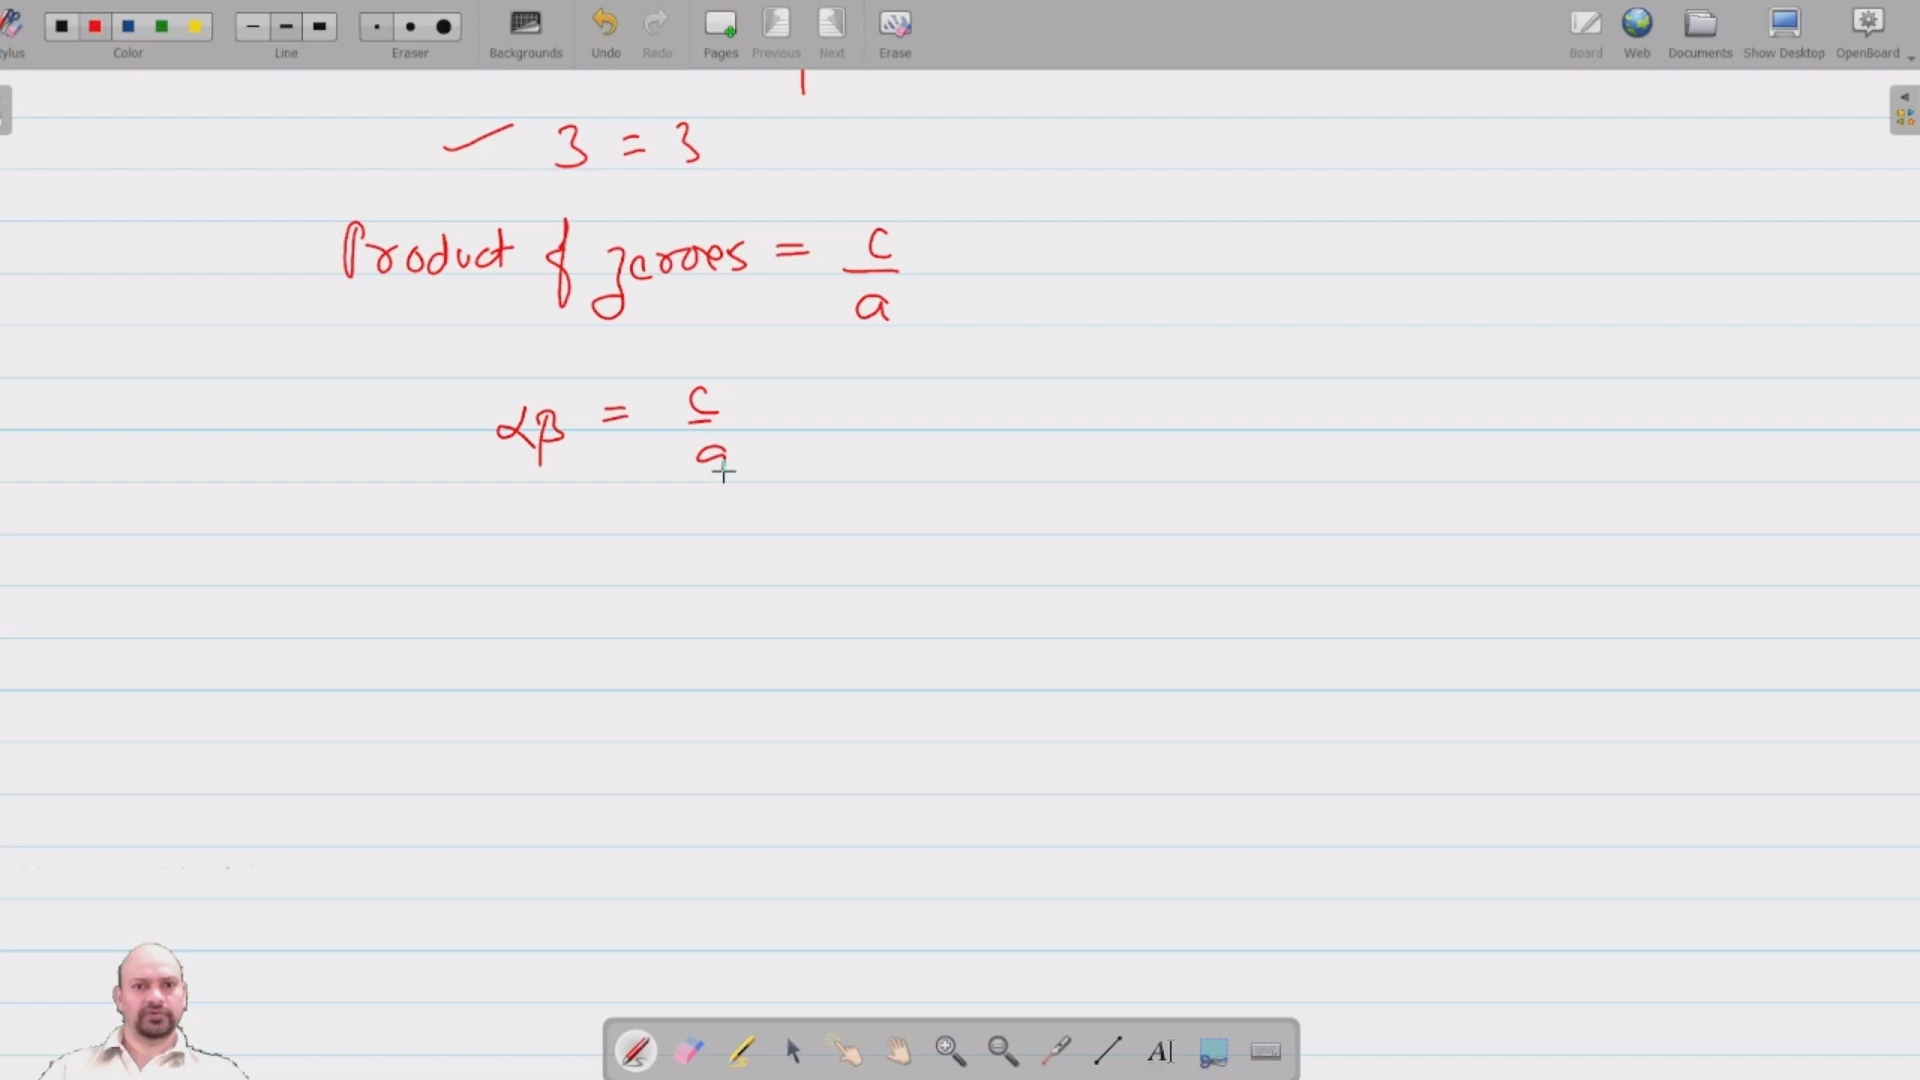 Stylus Color Line Eraser Backgrounds Undo Redo Pages Previous Next Erase Board Web Documents Show Desktop OpenBoard
3 = 3
Product of zeroes = c/a
αβ = c/a